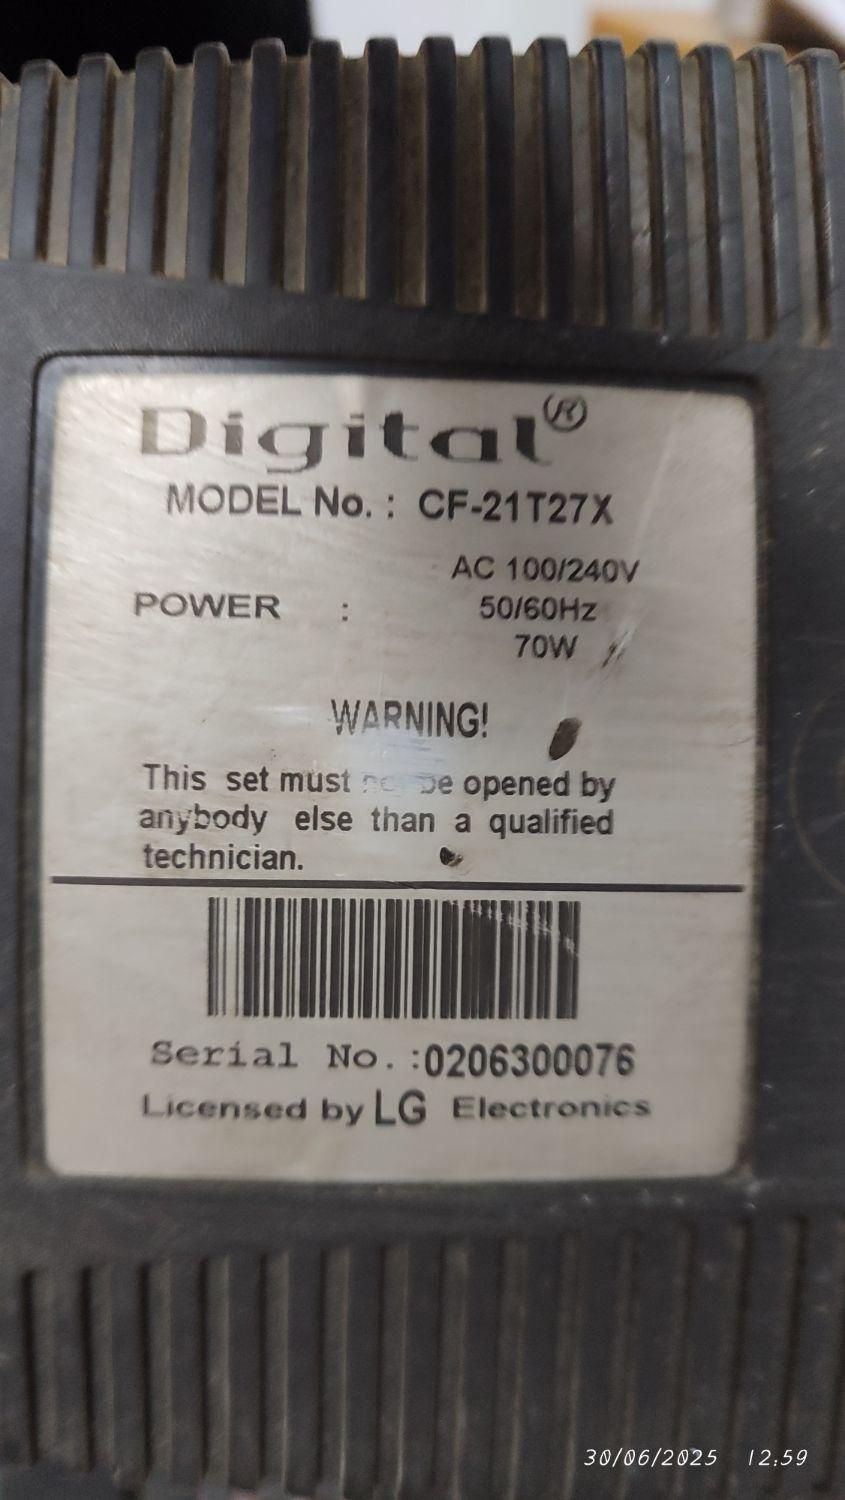 Digital®
MODEL No. : CF-21T27X
AC 100/240V
POWER : 50/60Hz
70W
WARNING!
This set must be opened by
anybody else than a qualified
technician.
Serial No.:0206300076
Licensed by LG Electronics
30/06/2025 12:59